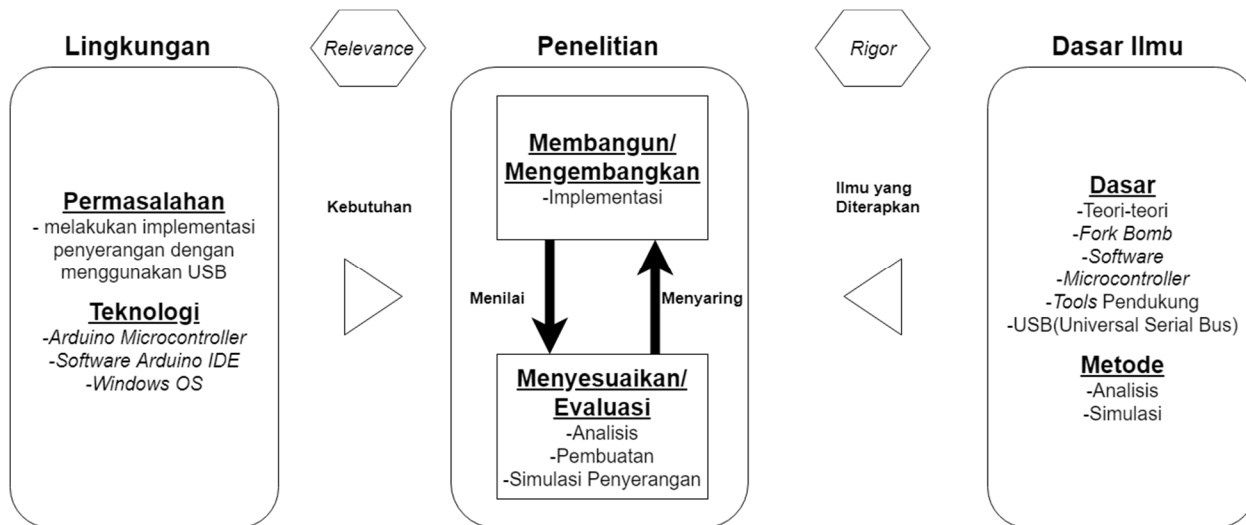 Lingkungan
Relevance
Penelitian
Rigor
Dasar Ilmu
Permasalahan
- melakukan implementasi
penyerangan dengan
menggunakan USB
Teknologi
-Arduino Microcontroller
-Software Arduino IDE
-Windows OS
Kebutuhan
Membangun/
Mengembangkan
-Implementasi
Menilai
Menyaring
Menyesuaikan/
Evaluasi
-Analisis
-Pembuatan
-Simulasi Penyerangan
Ilmu yang
Diterapkan
Dasar
-Teori-teori
-Fork Bomb
-Software
-Microcontroller
-Tools Pendukung
-USB(Universal Serial Bus)
Metode
-Analisis
-Simulasi